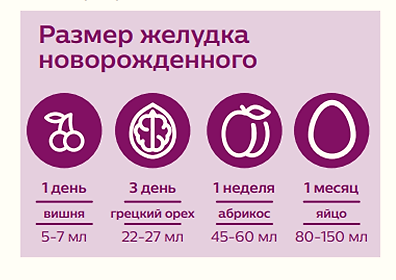 Размер желудка
новорожденного
1 день 3 день 1 неделя 1 месяц
вишня грецкий орех абрикос яйцо
5-7 мл 22-27 мл 45-60 мл 80-150 мл